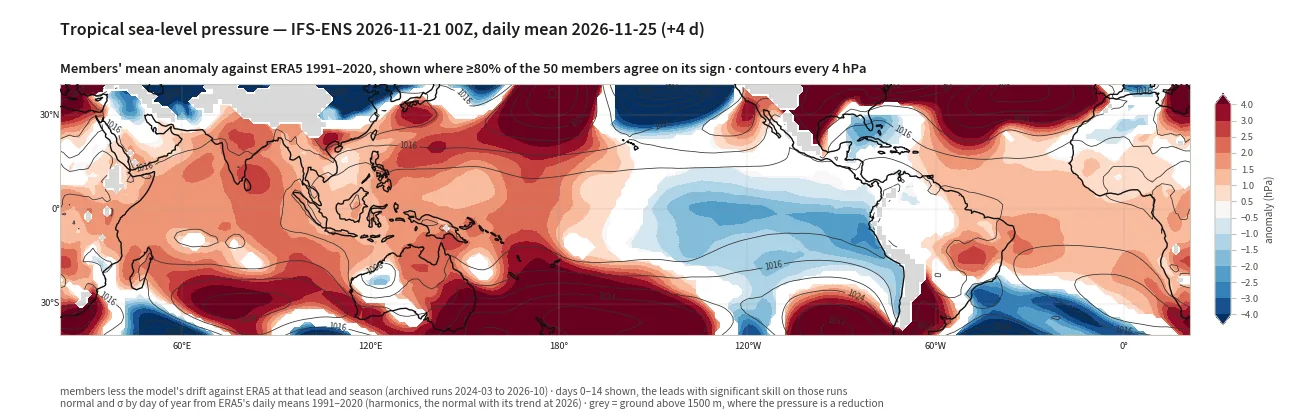 Tropical sea-level pressure — IFS-ENS 2026-11-21 00Z, daily mean 2026-11-25 (+4 d)
Members' mean anomaly against ERA5 1991–2020, shown where ≥80% of the 50 members agree on its sign · contours every 4 hPa
30°N
0°
30°S
60°E
120°E
180°
120°W
60°W
0°
1016
1016
1016
1016
1016
1016
1016
1016
1016
1024
1016
4.0
3.0
2.5
2.0
1.5
1.0
0.5
−0.5
−1.0
−1.5
−2.0
−2.5
−3.0
−4.0
anomaly (hPa)
members less the model's drift against ERA5 at that lead and season (archived runs 2024-03 to 2026-10) · days 0–14 shown, the leads with significant skill on those runs
normal and σ by day of year from ERA5's daily means 1991–2020 (harmonics, the normal with its trend at 2026) · grey = ground above 1500 m, where the pressure is a reduction